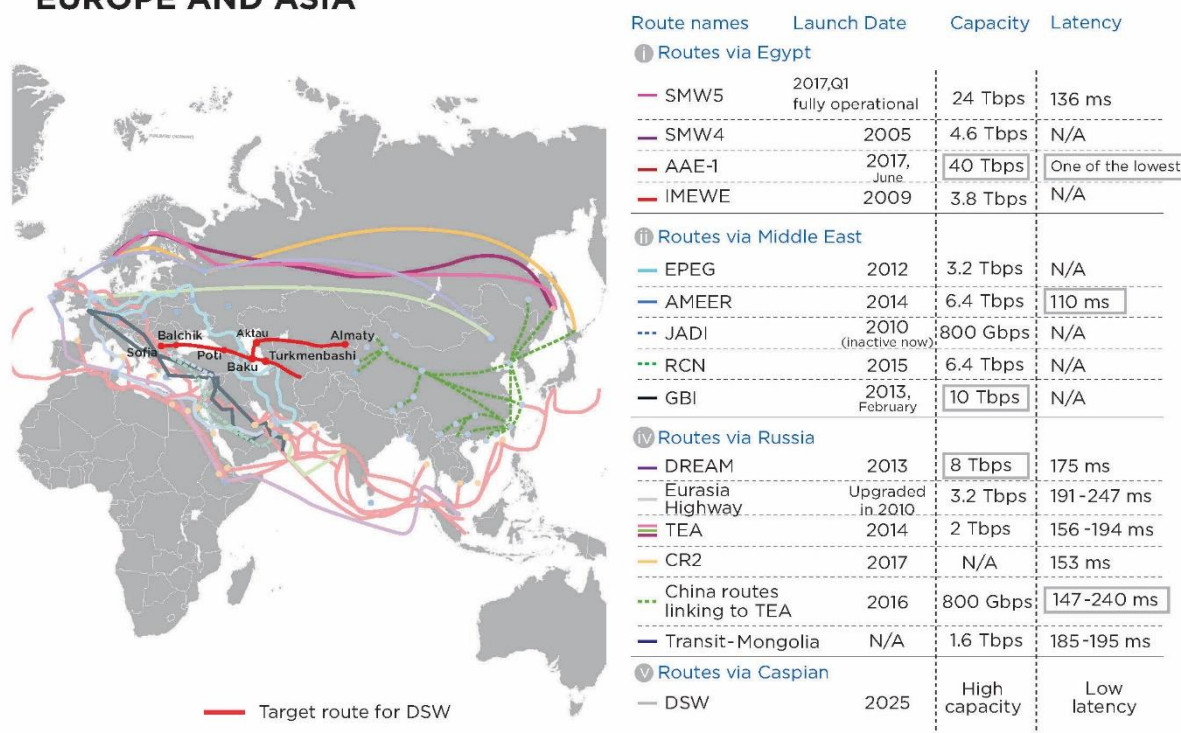 EUROPE AND ASIA
Balchik
Sofia
Poti
Aktau
Baku
Turkmenbashi
Almaty
Target route for DSW
Route names Launch Date Capacity Latency
i Routes via Egypt
SMW5 2017,Q1 fully operational 24 Tbps 136 ms
SMW4 2005 4.6 Tbps N/A
AAE-1 2017, June 40 Tbps One of the lowest
IMEWE 2009 3.8 Tbps N/A
ii Routes via Middle East
EPEG 2012 3.2 Tbps N/A
AMEER 2014 6.4 Tbps 110 ms
JADI 2010 (inactive now) 800 Gbps N/A
RCN 2015 6.4 Tbps N/A
GBI 2013, February 10 Tbps N/A
iv Routes via Russia
DREAM 2013 8 Tbps 175 ms
Eurasia Highway Upgraded in 2010 3.2 Tbps 191-247 ms
TEA 2014 2 Tbps 156-194 ms
CR2 2017 N/A 153 ms
China routes linking to TEA 2016 800 Gbps 147-240 ms
Transit-Mongolia N/A 1.6 Tbps 185-195 ms
v Routes via Caspian
DSW 2025 High capacity Low latency